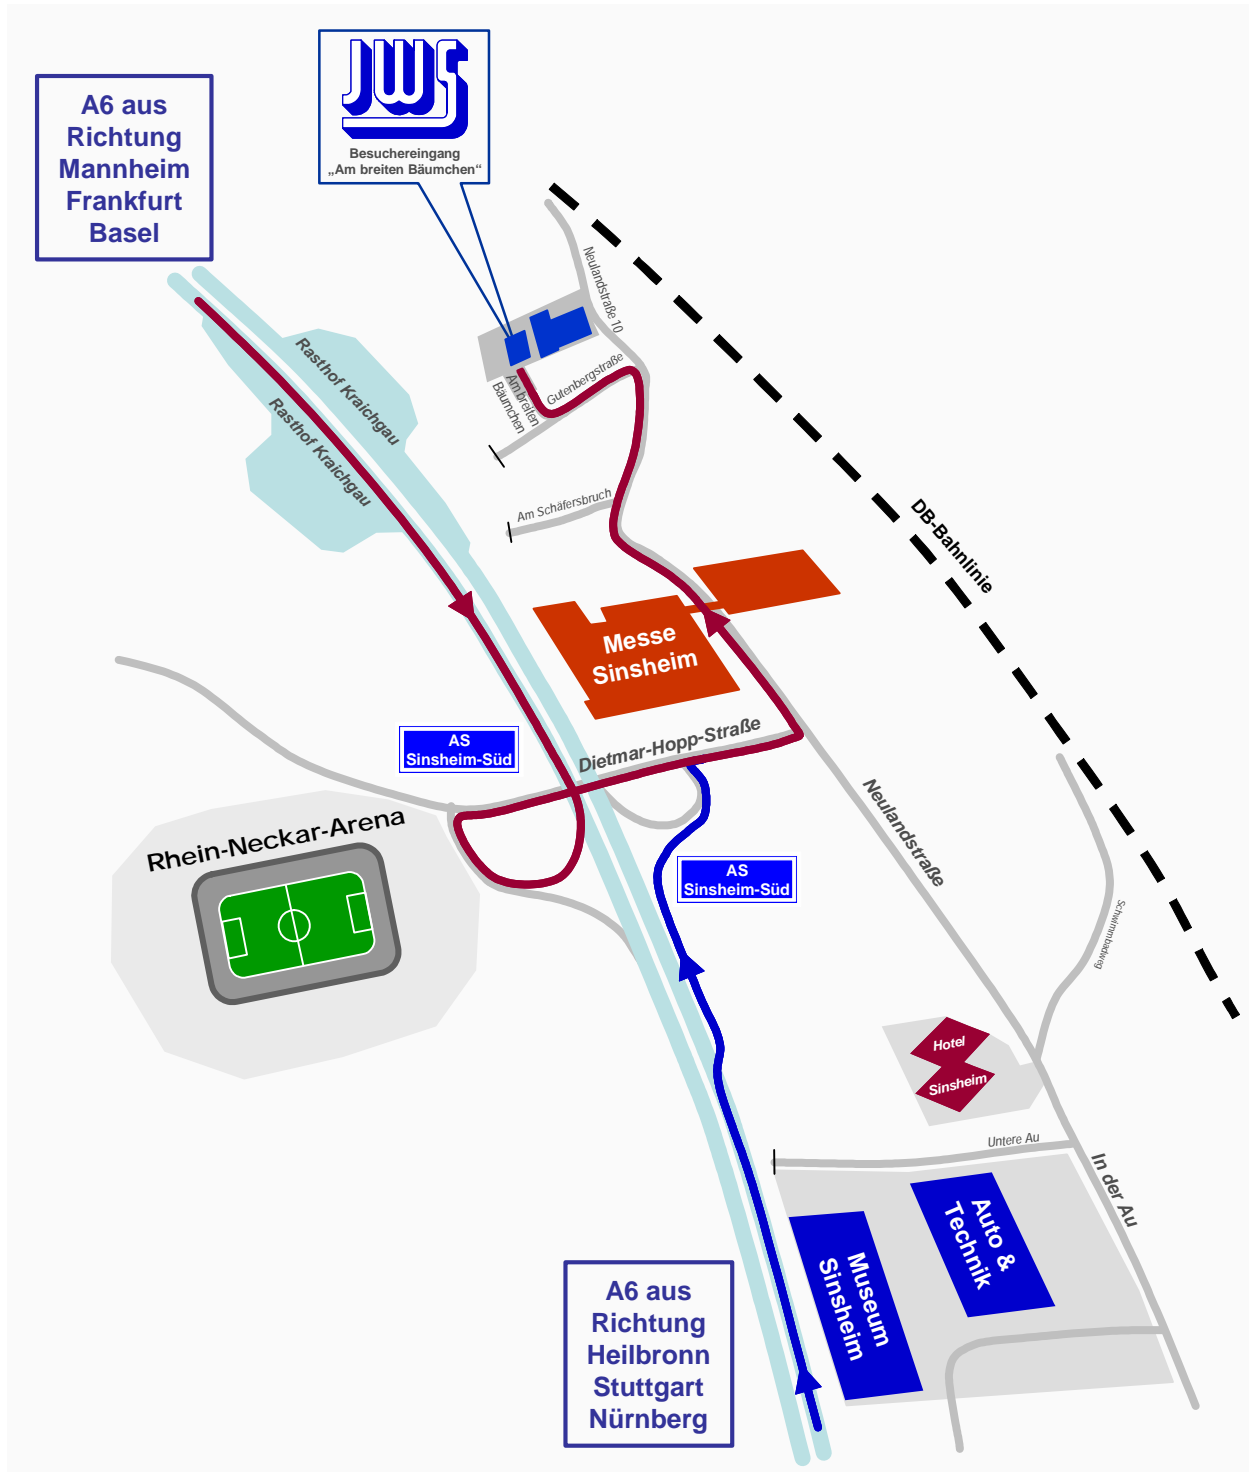 JWS
Besuchereingang
„Am breiten Bäumchen“
A6 aus
Richtung
Mannheim
Frankfurt
Basel
Neulandstraße 10
Rasthof Kraichgau
Rasthof Kraichgau
Gutenbergstraße
Am breiten
Bäumchen
Am Schäfersbruch
DB-Bahnlinie
Messe
Sinsheim
Dietmar-Hopp-Straße
AS
Sinsheim-Süd
Neulandstraße
Rhein-Neckar-Arena
AS
Sinsheim-Süd
Schwimmbadweg
Hotel
Sinsheim
Untere Au
In der Au
Auto &
Technik
Museum
Sinsheim
A6 aus
Richtung
Heilbronn
Stuttgart
Nürnberg